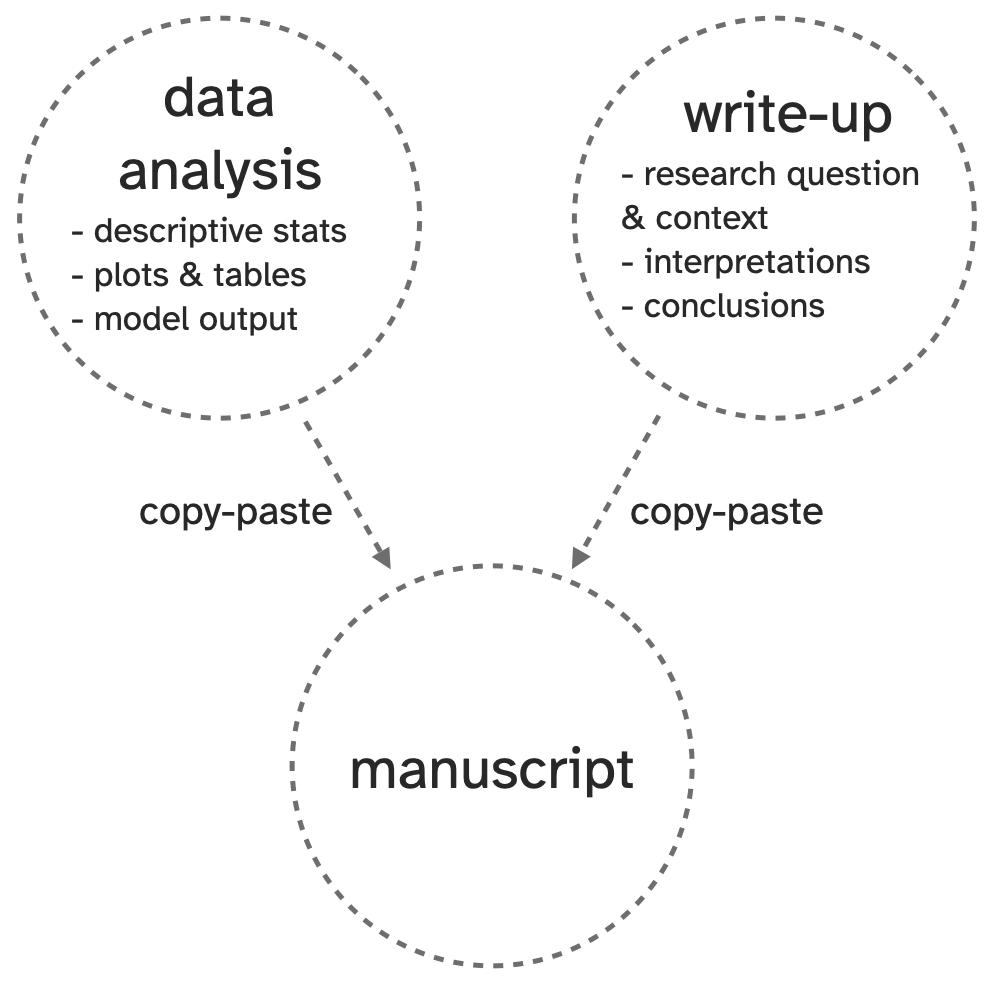 data
analysis
- descriptive stats
- plots & tables
- model output
write-up
- research question
& context
- interpretations
- conclusions
copy-paste
copy-paste
manuscript